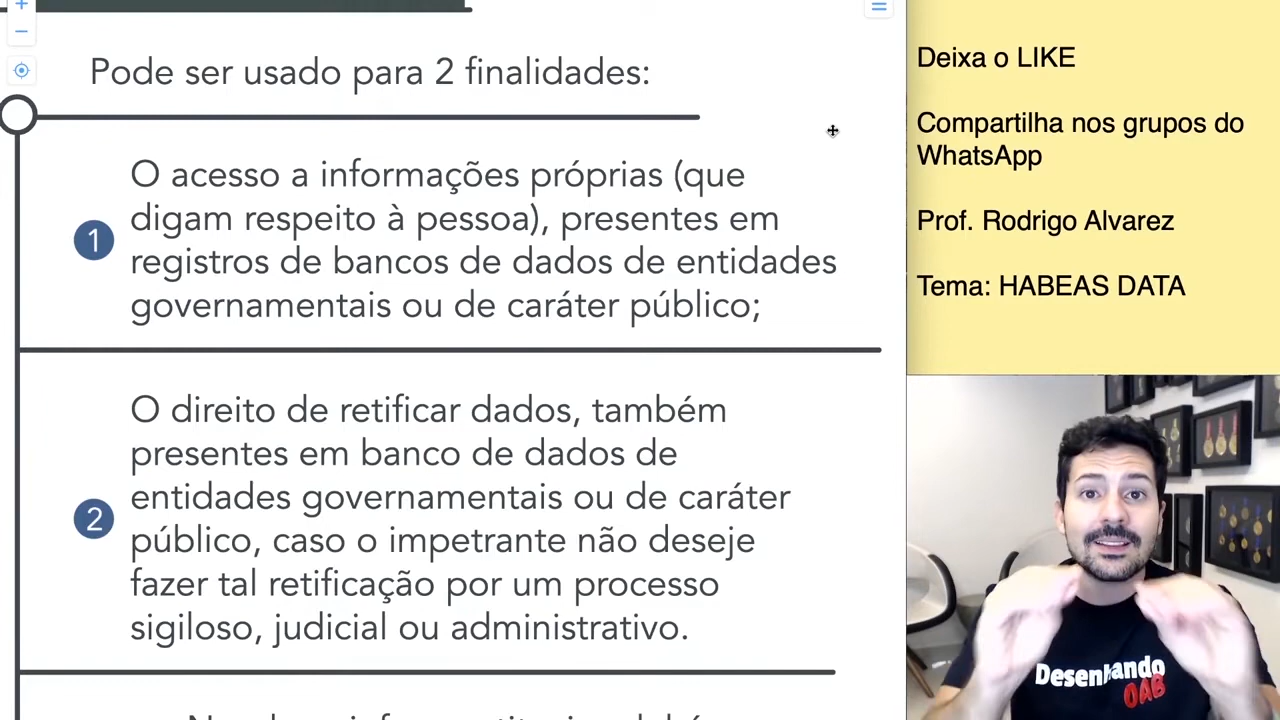 Pode ser usado para 2 finalidades:
1
O acesso a informações próprias (que
digam respeito à pessoa), presentes em
registros de bancos de dados de entidades
governamentais ou de caráter público;
2
O direito de retificar dados, também
presentes em banco de dados de
entidades governamentais ou de caráter
público, caso o impetrante não deseje
fazer tal retificação por um processo
sigiloso, judicial ou administrativo.
Deixa o LIKE
Compartilha nos grupos do
WhatsApp
Prof. Rodrigo Alvarez
Tema: HABEAS DATA
Desenhando
OAB